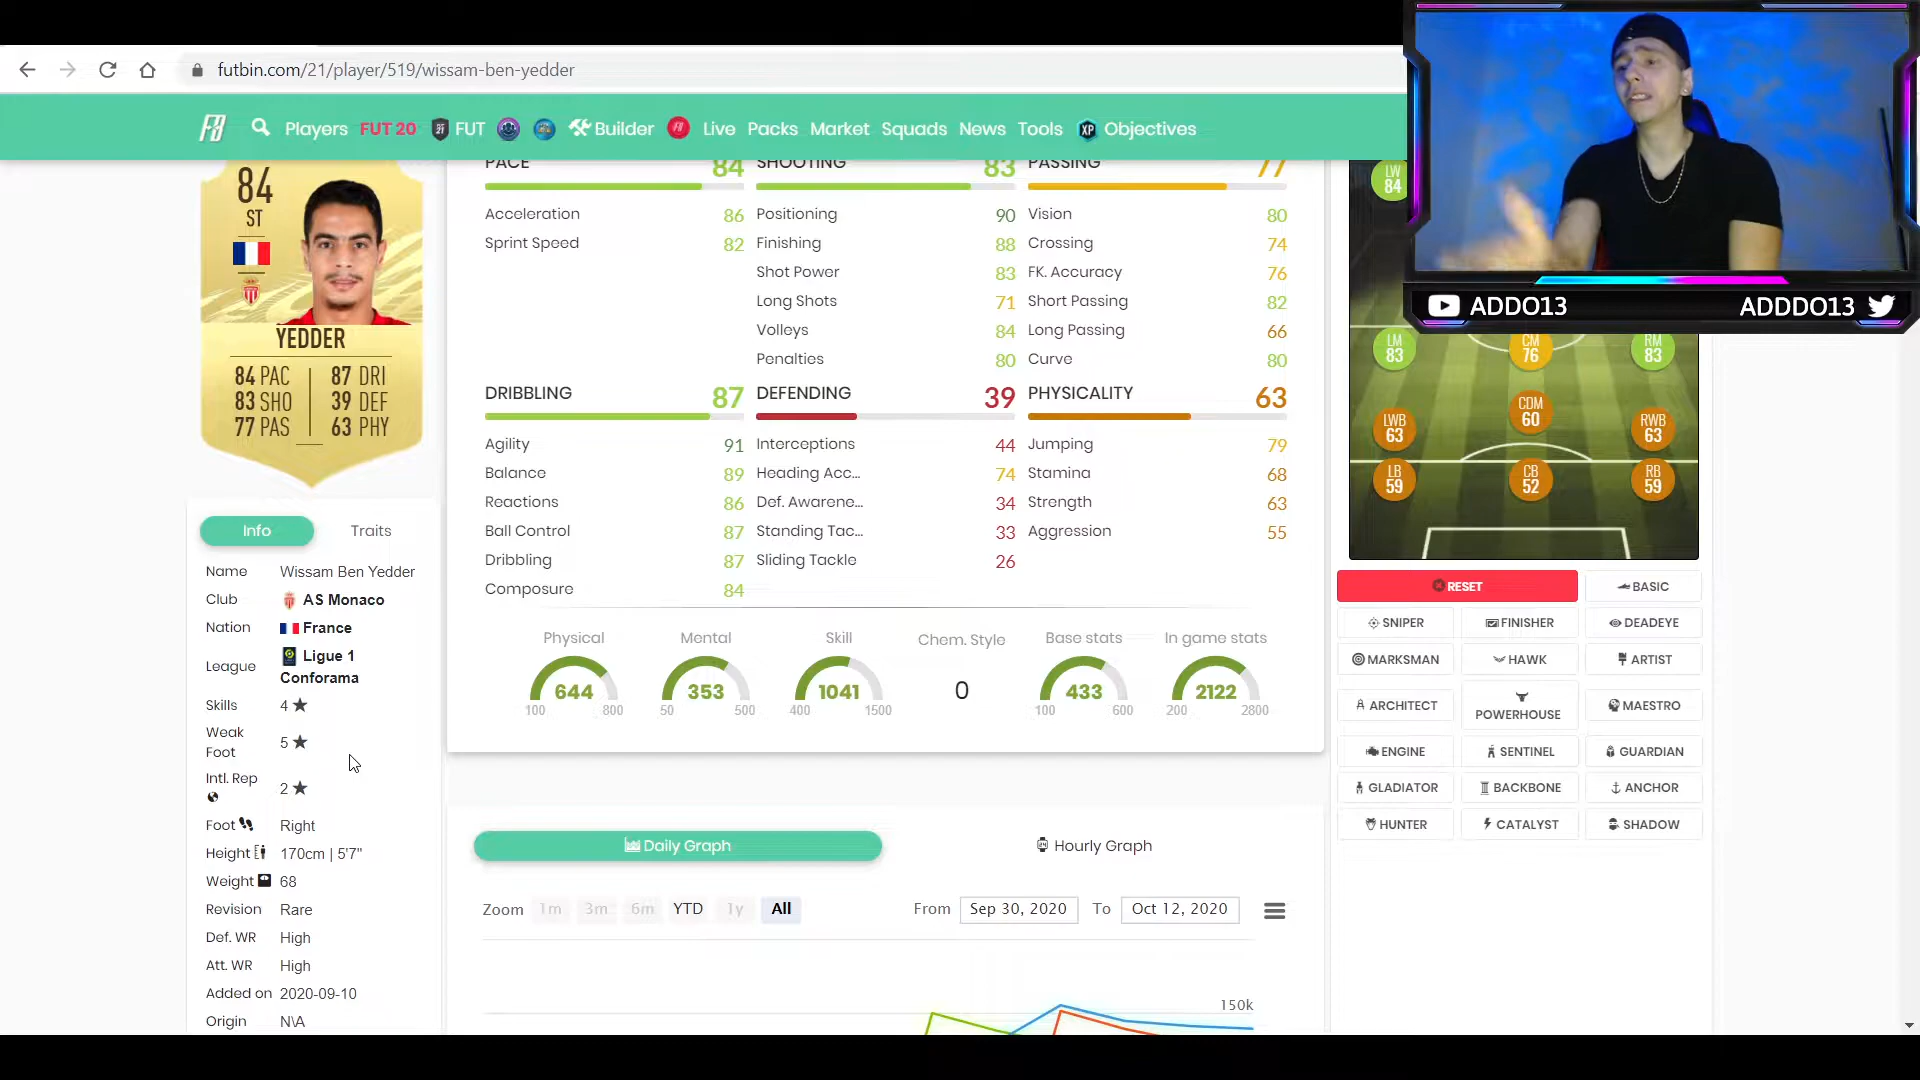 futbin.com/21/player/519/wissam-ben-yedder
Players FUT 20 FUT Builder Live Packs Market Squads News Tools XP Objectives
84
ST
YEDDER
84 PAC 87 DRI
83 SHO 39 DEF
77 PAS 63 PHY
Info Traits
Name Wissam Ben Yedder
Club AS Monaco
Nation France
League Ligue 1 Conforama
Skills 4
Weak Foot 5
Intl. Rep 2
Foot Right
Height 170cm | 5'7"
Weight 68
Revision Rare
Def. WR High
Att. WR High
Added on 2020-09-10
Origin N\A
PACE 84
Acceleration 86
Sprint Speed 82
SHOOTING 83
Positioning 90
Finishing 88
Shot Power 83
Long Shots 71
Volleys 84
Penalties 80
PASSING 77
Vision 80
Crossing 74
FK. Accuracy 76
Short Passing 82
Long Passing 66
Curve 80
DRIBBLING 87
Agility 91
Balance 89
Reactions 86
Ball Control 87
Dribbling 87
Composure 84
DEFENDING 39
Interceptions 44
Heading Acc... 74
Def. Awarene... 34
Standing Tac... 33
Sliding Tackle 26
PHYSICALITY 63
Jumping 79
Stamina 68
Strength 63
Aggression 55
Physical Mental Skill Chem. Style Base stats In game stats
644 353 1041 0 433 2122
100 800 50 500 400 1500 100 600 200 2800
Daily Graph Hourly Graph
Zoom 1m 3m 6m YTD 1y All From Sep 30, 2020 To Oct 12, 2020
150k
ADDO13 ADDDO13
LW
84
LM
83
CM
76
RM
83
LWB
63
CDM
60
RWB
63
LB
59
CB
52
RB
59
RESET BASIC
SNIPER FINISHER DEADEYE
MARKSMAN HAWK ARTIST
ARCHITECT POWERHOUSE MAESTRO
ENGINE SENTINEL GUARDIAN
GLADIATOR BACKBONE ANCHOR
HUNTER CATALYST SHADOW